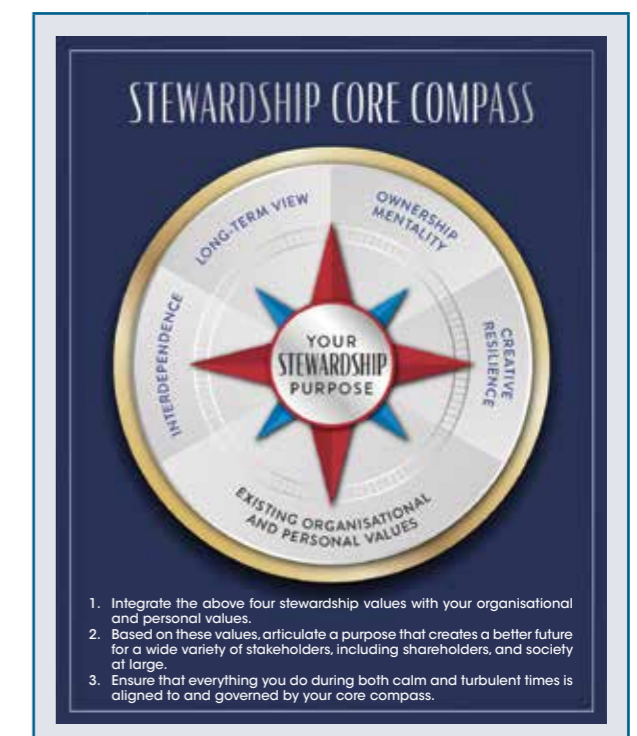 STEWARDSHIP CORE COMPASS
LONG-TERM VIEW
OWNERSHIP
MENTALITY
INTERDEPENDENCE
CREATIVE
RESILIENCE
YOUR
STEWARDSHIP
PURPOSE
EXISTING ORGANISATIONAL
AND PERSONAL VALUES
1. Integrate the above four stewardship values with your organisational
and personal values.
2. Based on these values, articulate a purpose that creates a better future
for a wide variety of stakeholders, including shareholders, and society
at large.
3. Ensure that everything you do during both calm and turbulent times is
aligned to and governed by your core compass.